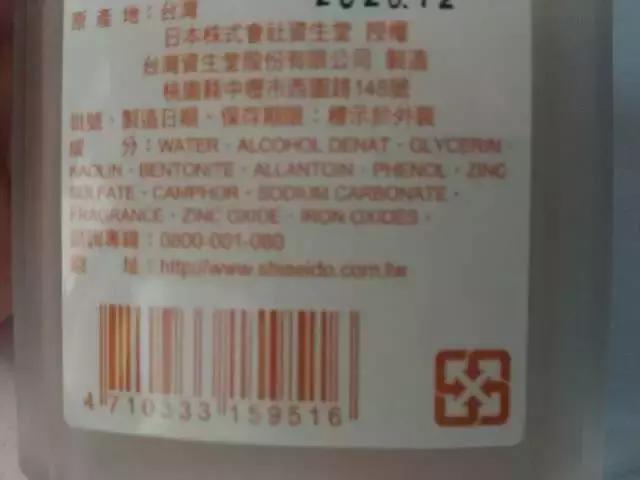 2020.12
原產地：台灣
日本株式會社資生堂 授權
台灣資生堂股份有限公司 製造
桃園縣中壢市西園路148號
批號、製造日期、保存期限：標示於外裝
成 分：WATER．ALCOHOL DENAT．GLYCERIN．
KAOLIN．BENTONITE．ALLANTOIN．PHENOL．ZINC
SULFATE．CAMPHOR．SODIUM CARBONATE．
FRAGRANCE．ZINC OXIDE．IRON OXIDES．
諮詢專線：0800-001-080
網 址：http://www.shiseido.com.tw
4 710333 159516